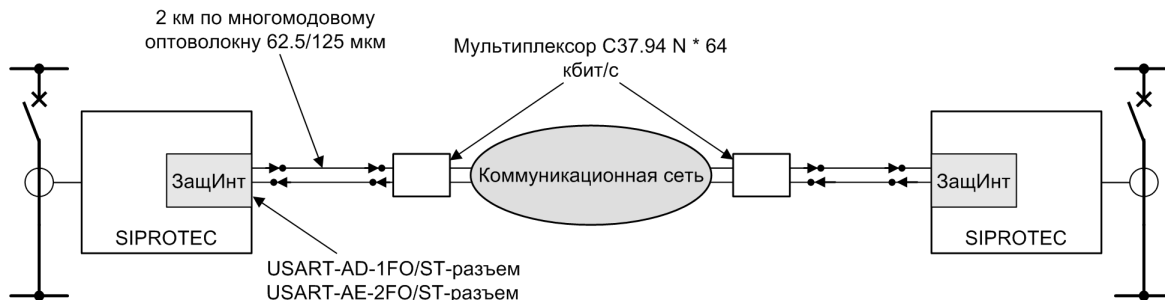 2 км по многомодовому
оптоволокну 62.5/125 мкм
Мультиплексор C37.94 N * 64
кбит/с
ЗащИнт
Коммуникационная сеть
ЗащИнт
SIPROTEC
SIPROTEC
USART-AD-1FO/ST-разъем
USART-AE-2FO/ST-разъем